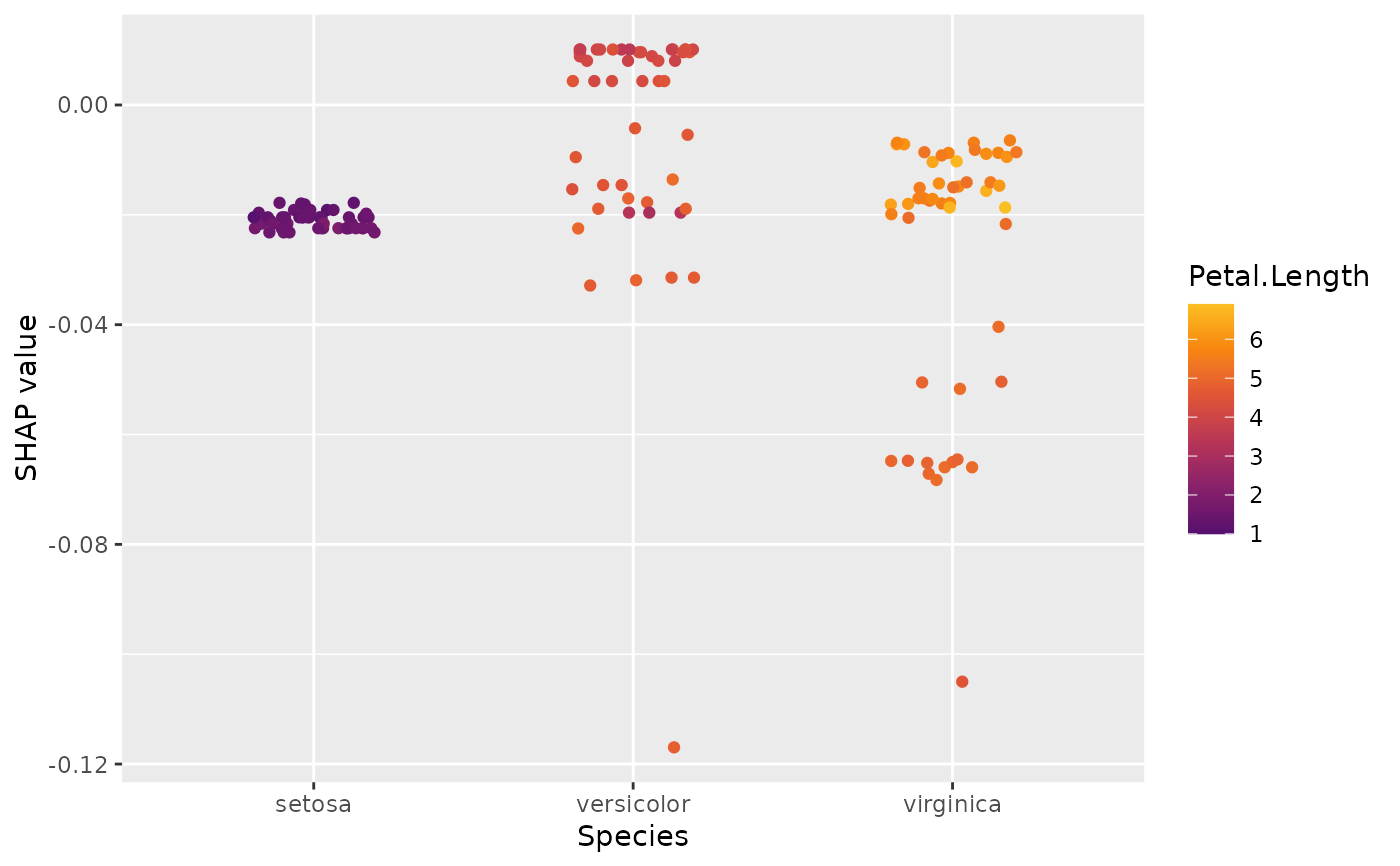 0.00
-0.04
-0.08
-0.12
SHAP value
setosa
versicolor
virginica
Species
Petal.Length
6
5
4
3
2
1